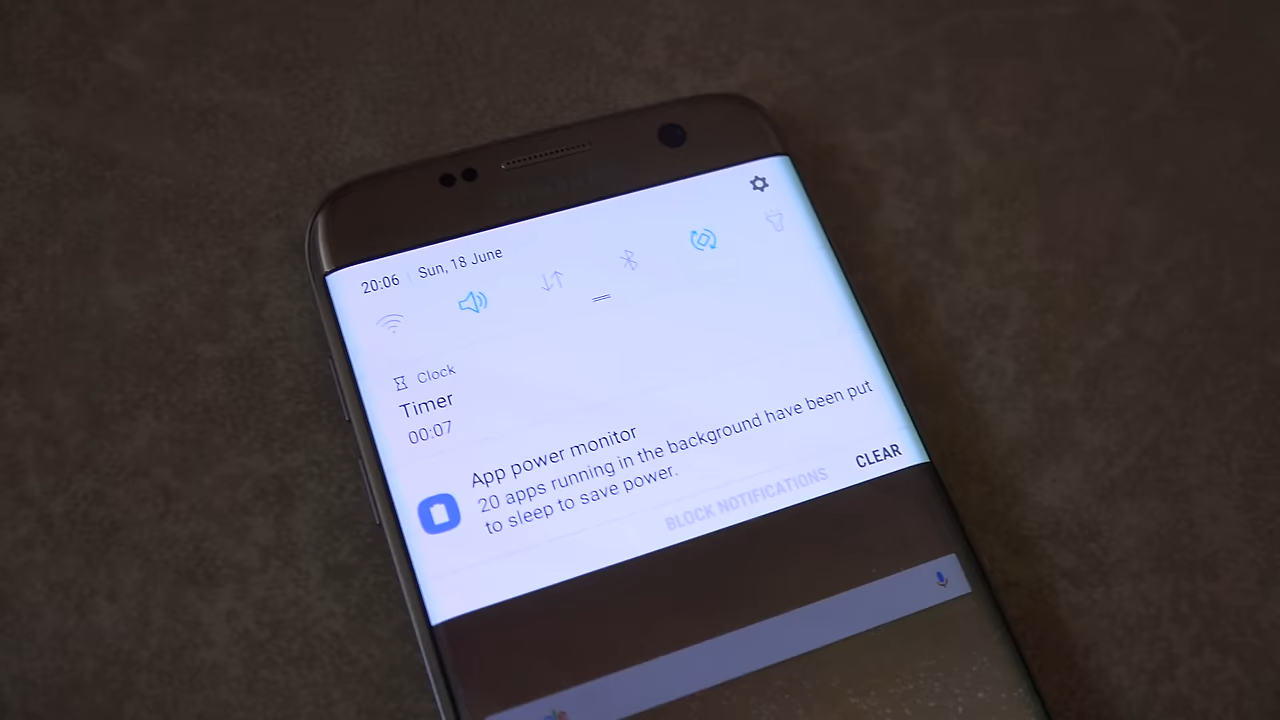 20:06 | Sun, 18 June
Clock
Timer
00:07
App power monitor
20 apps running in the background have been put
to sleep to save power.
BLOCK NOTIFICATIONS CLEAR